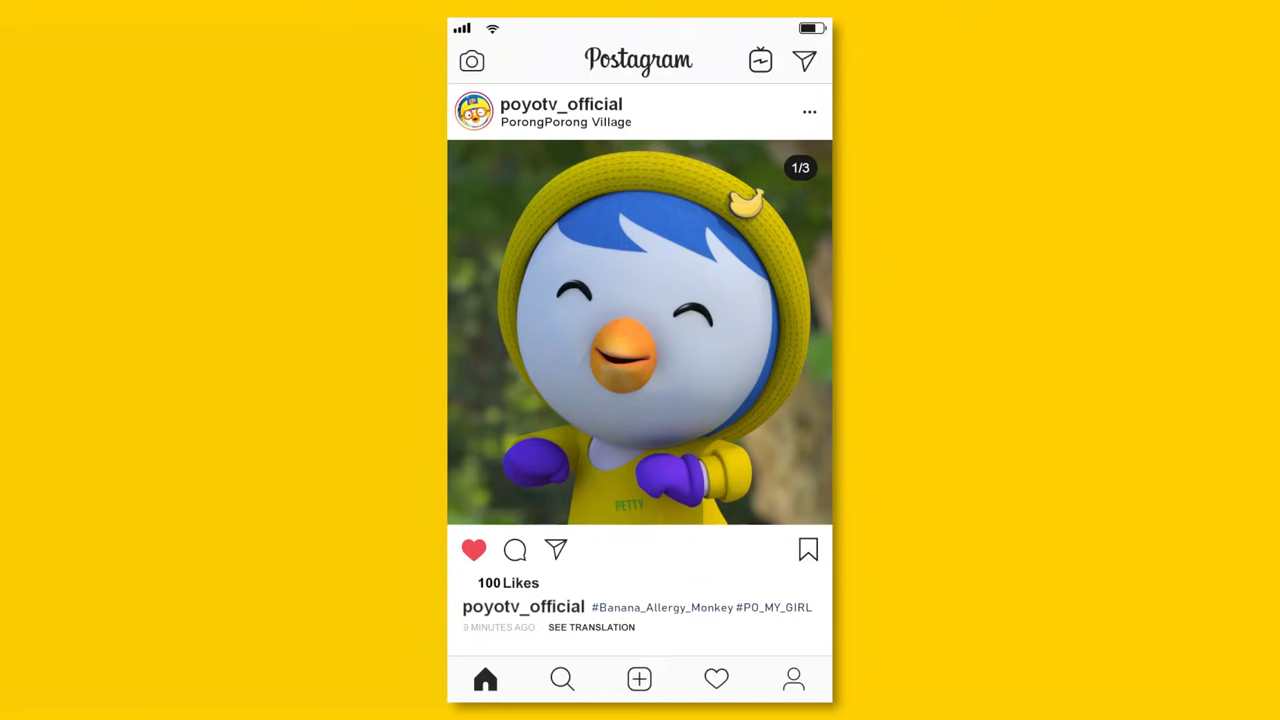 Postagram
poyotv_official
PorongPorong Village
1/3
PETTY
100 Likes
poyotv_official #Banana_Allergy_Monkey #PO_MY_GIRL
9 MINUTES AGO · SEE TRANSLATION